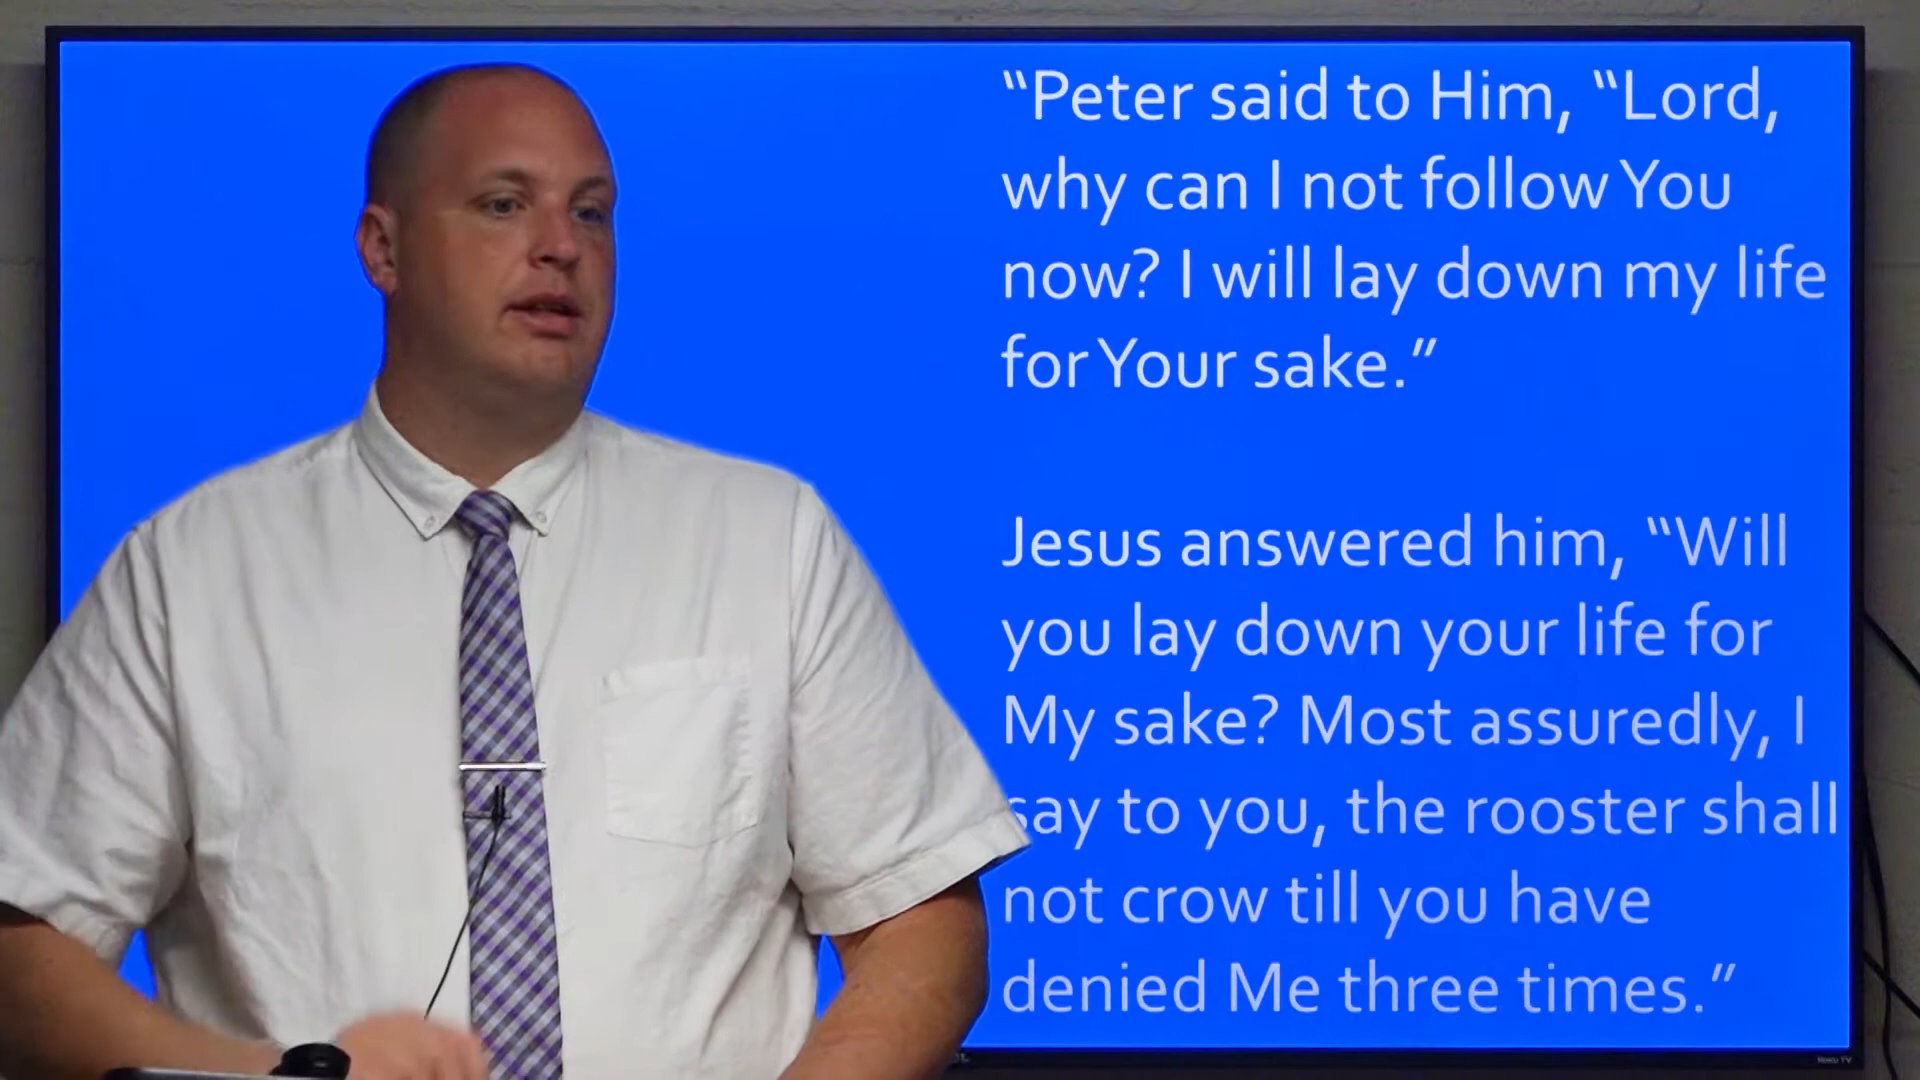 “Peter said to Him, “Lord,
why can I not follow You
now? I will lay down my life
for Your sake.”
Jesus answered him, “Will
you lay down your life for
My sake? Most assuredly, I
say to you, the rooster shall
not crow till you have
denied Me three times.”
Roku TV